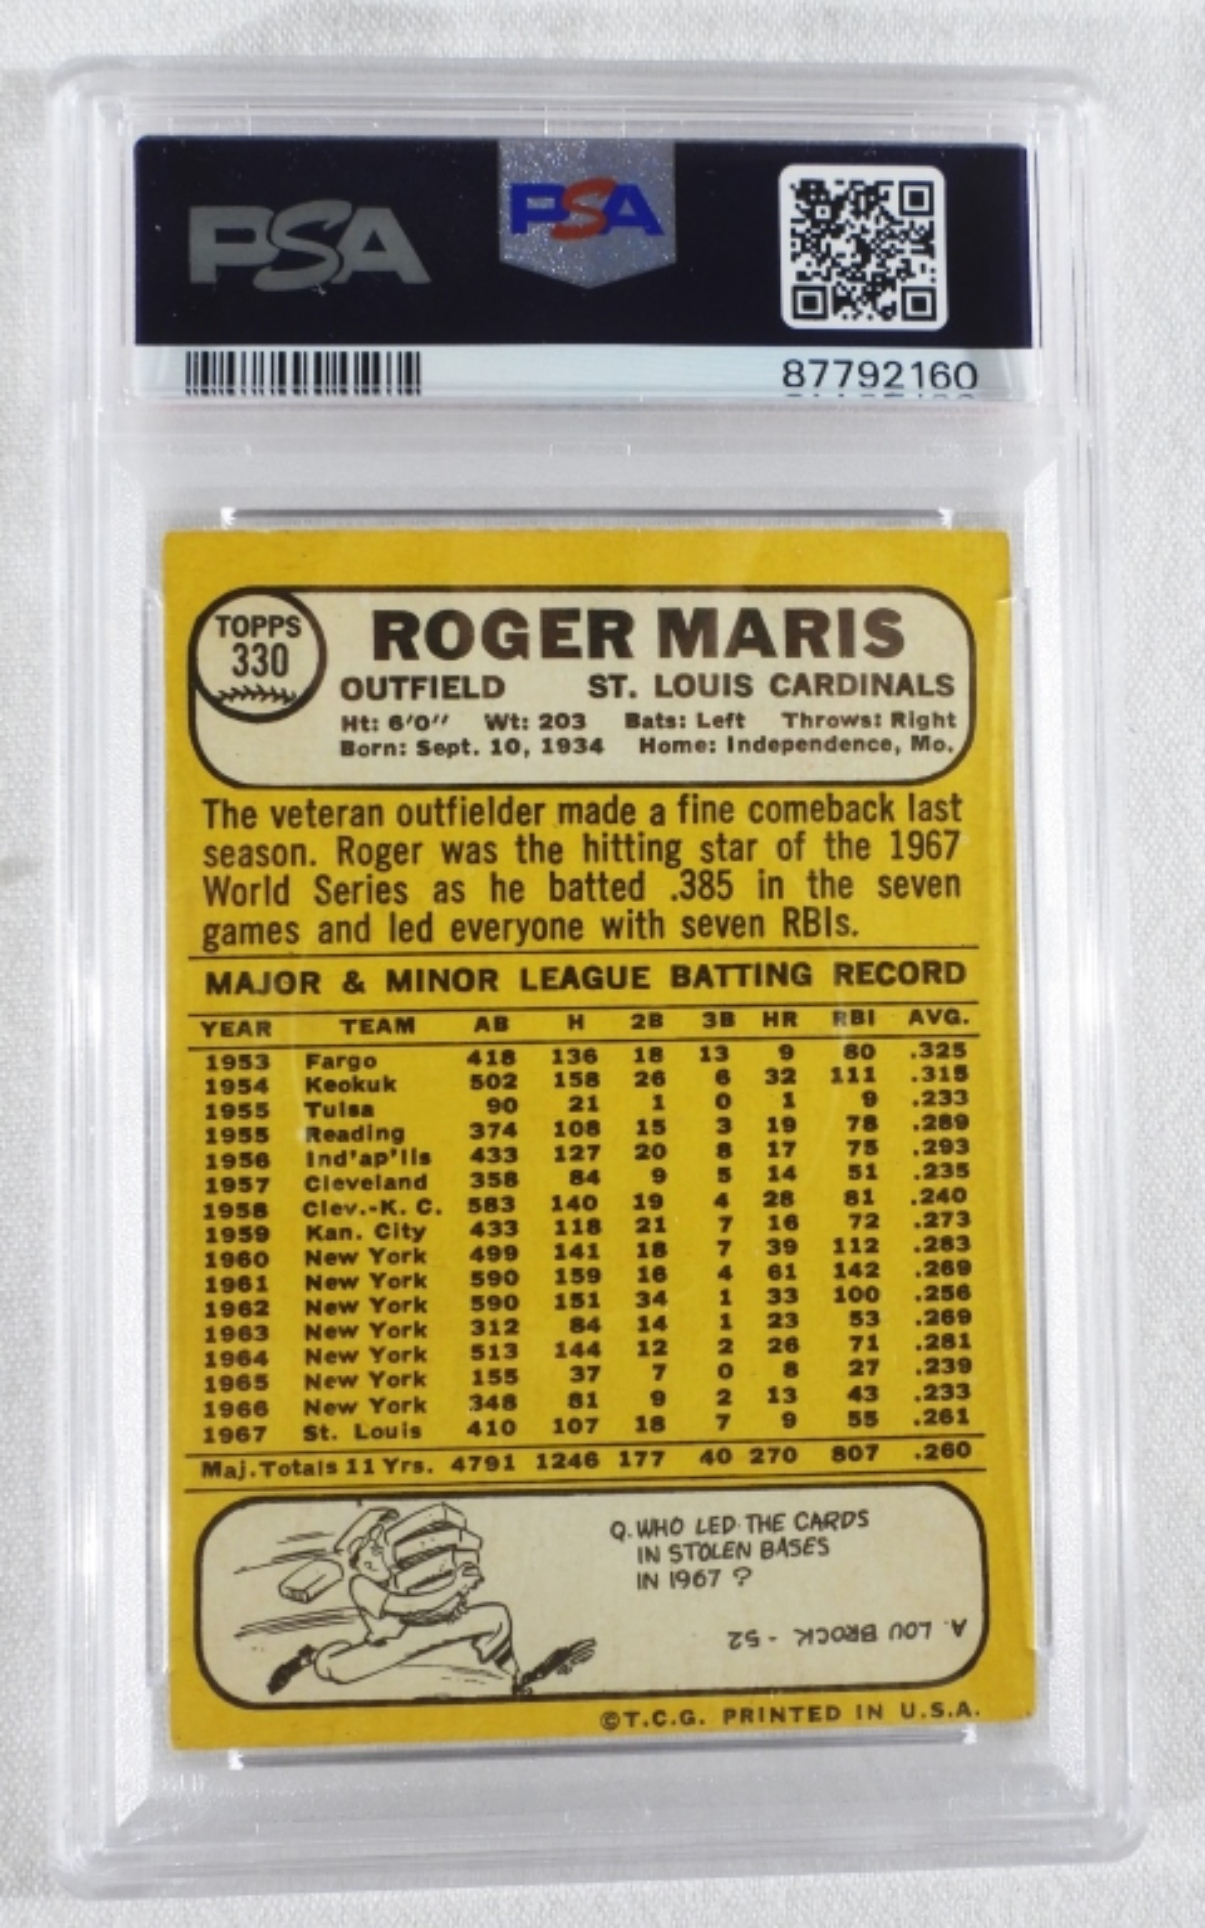 PSA
PSA
87792160
TOPPS
330
ROGER MARIS
OUTFIELD ST. LOUIS CARDINALS
Ht: 6'0" Wt: 203 Bats: Left Throws: Right
Born: Sept. 10, 1934 Home: Independence, Mo.
The veteran outfielder made a fine comeback last
season. Roger was the hitting star of the 1967
World Series as he batted .385 in the seven
games and led everyone with seven RBIs.
MAJOR & MINOR LEAGUE BATTING RECORD
YEAR TEAM AB H 2B 3B HR RBI AVG.
1953 Fargo 418 136 18 13 9 80 .325
1954 Keokuk 502 158 26 6 32 111 .315
1955 Tulsa 90 21 1 0 1 9 .233
1955 Reading 374 108 15 3 19 78 .289
1956 Ind'ap'lis 433 127 20 8 17 75 .293
1957 Cleveland 358 84 9 5 14 51 .235
1958 Clev.-K. C. 583 140 19 4 28 81 .240
1959 Kan. City 433 118 21 7 16 72 .273
1960 New York 499 141 18 7 39 112 .283
1961 New York 590 159 16 4 61 142 .269
1962 New York 590 151 34 1 33 100 .256
1963 New York 312 84 14 1 23 53 .269
1964 New York 513 144 12 2 26 71 .281
1965 New York 155 37 7 0 8 27 .239
1966 New York 348 81 9 2 13 43 .233
1967 St. Louis 410 107 18 7 9 55 .261
Maj. Totals 11 Yrs. 4791 1246 177 40 270 807 .260
Q. WHO LED THE CARDS
IN STOLEN BASES
IN 1967 ?
A. LOU BROCK - 52
©T.C.G. PRINTED IN U.S.A.